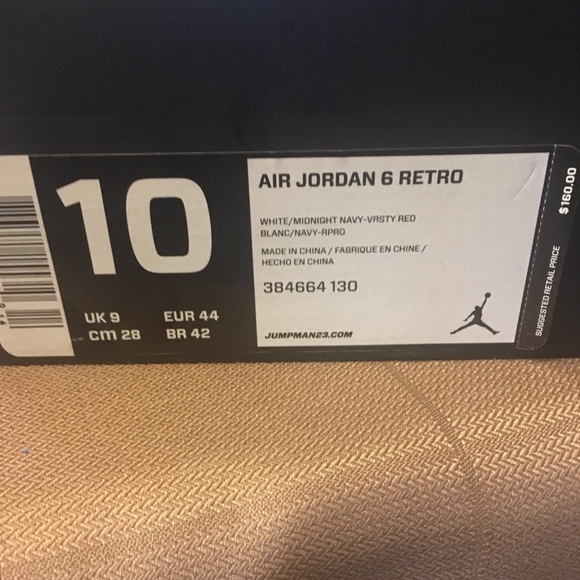 10
UK 9 EUR 44
cm 28 BR 42
AIR JORDAN 6 RETRO
WHITE/MIDNIGHT NAVY-VRSTY RED
BLANC/NAVY-RPRO
MADE IN CHINA / FABRIQUE EN CHINE /
HECHO EN CHINA
384664 130
JUMPMAN23.COM
SUGGESTED RETAIL PRICE $160.00